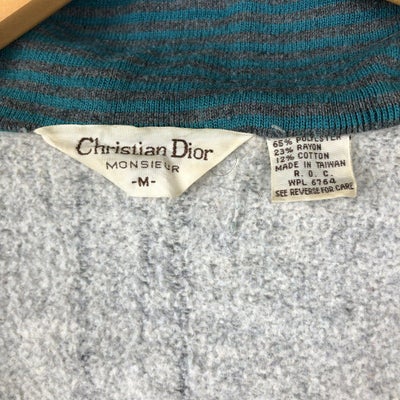 Christian Dior
MONSIEUR
-M-
65% POLYESTER
23% RAYON
12% COTTON
MADE IN TAIWAN
R. O. C.
WPL 6764
SEE REVERSE FOR CARE